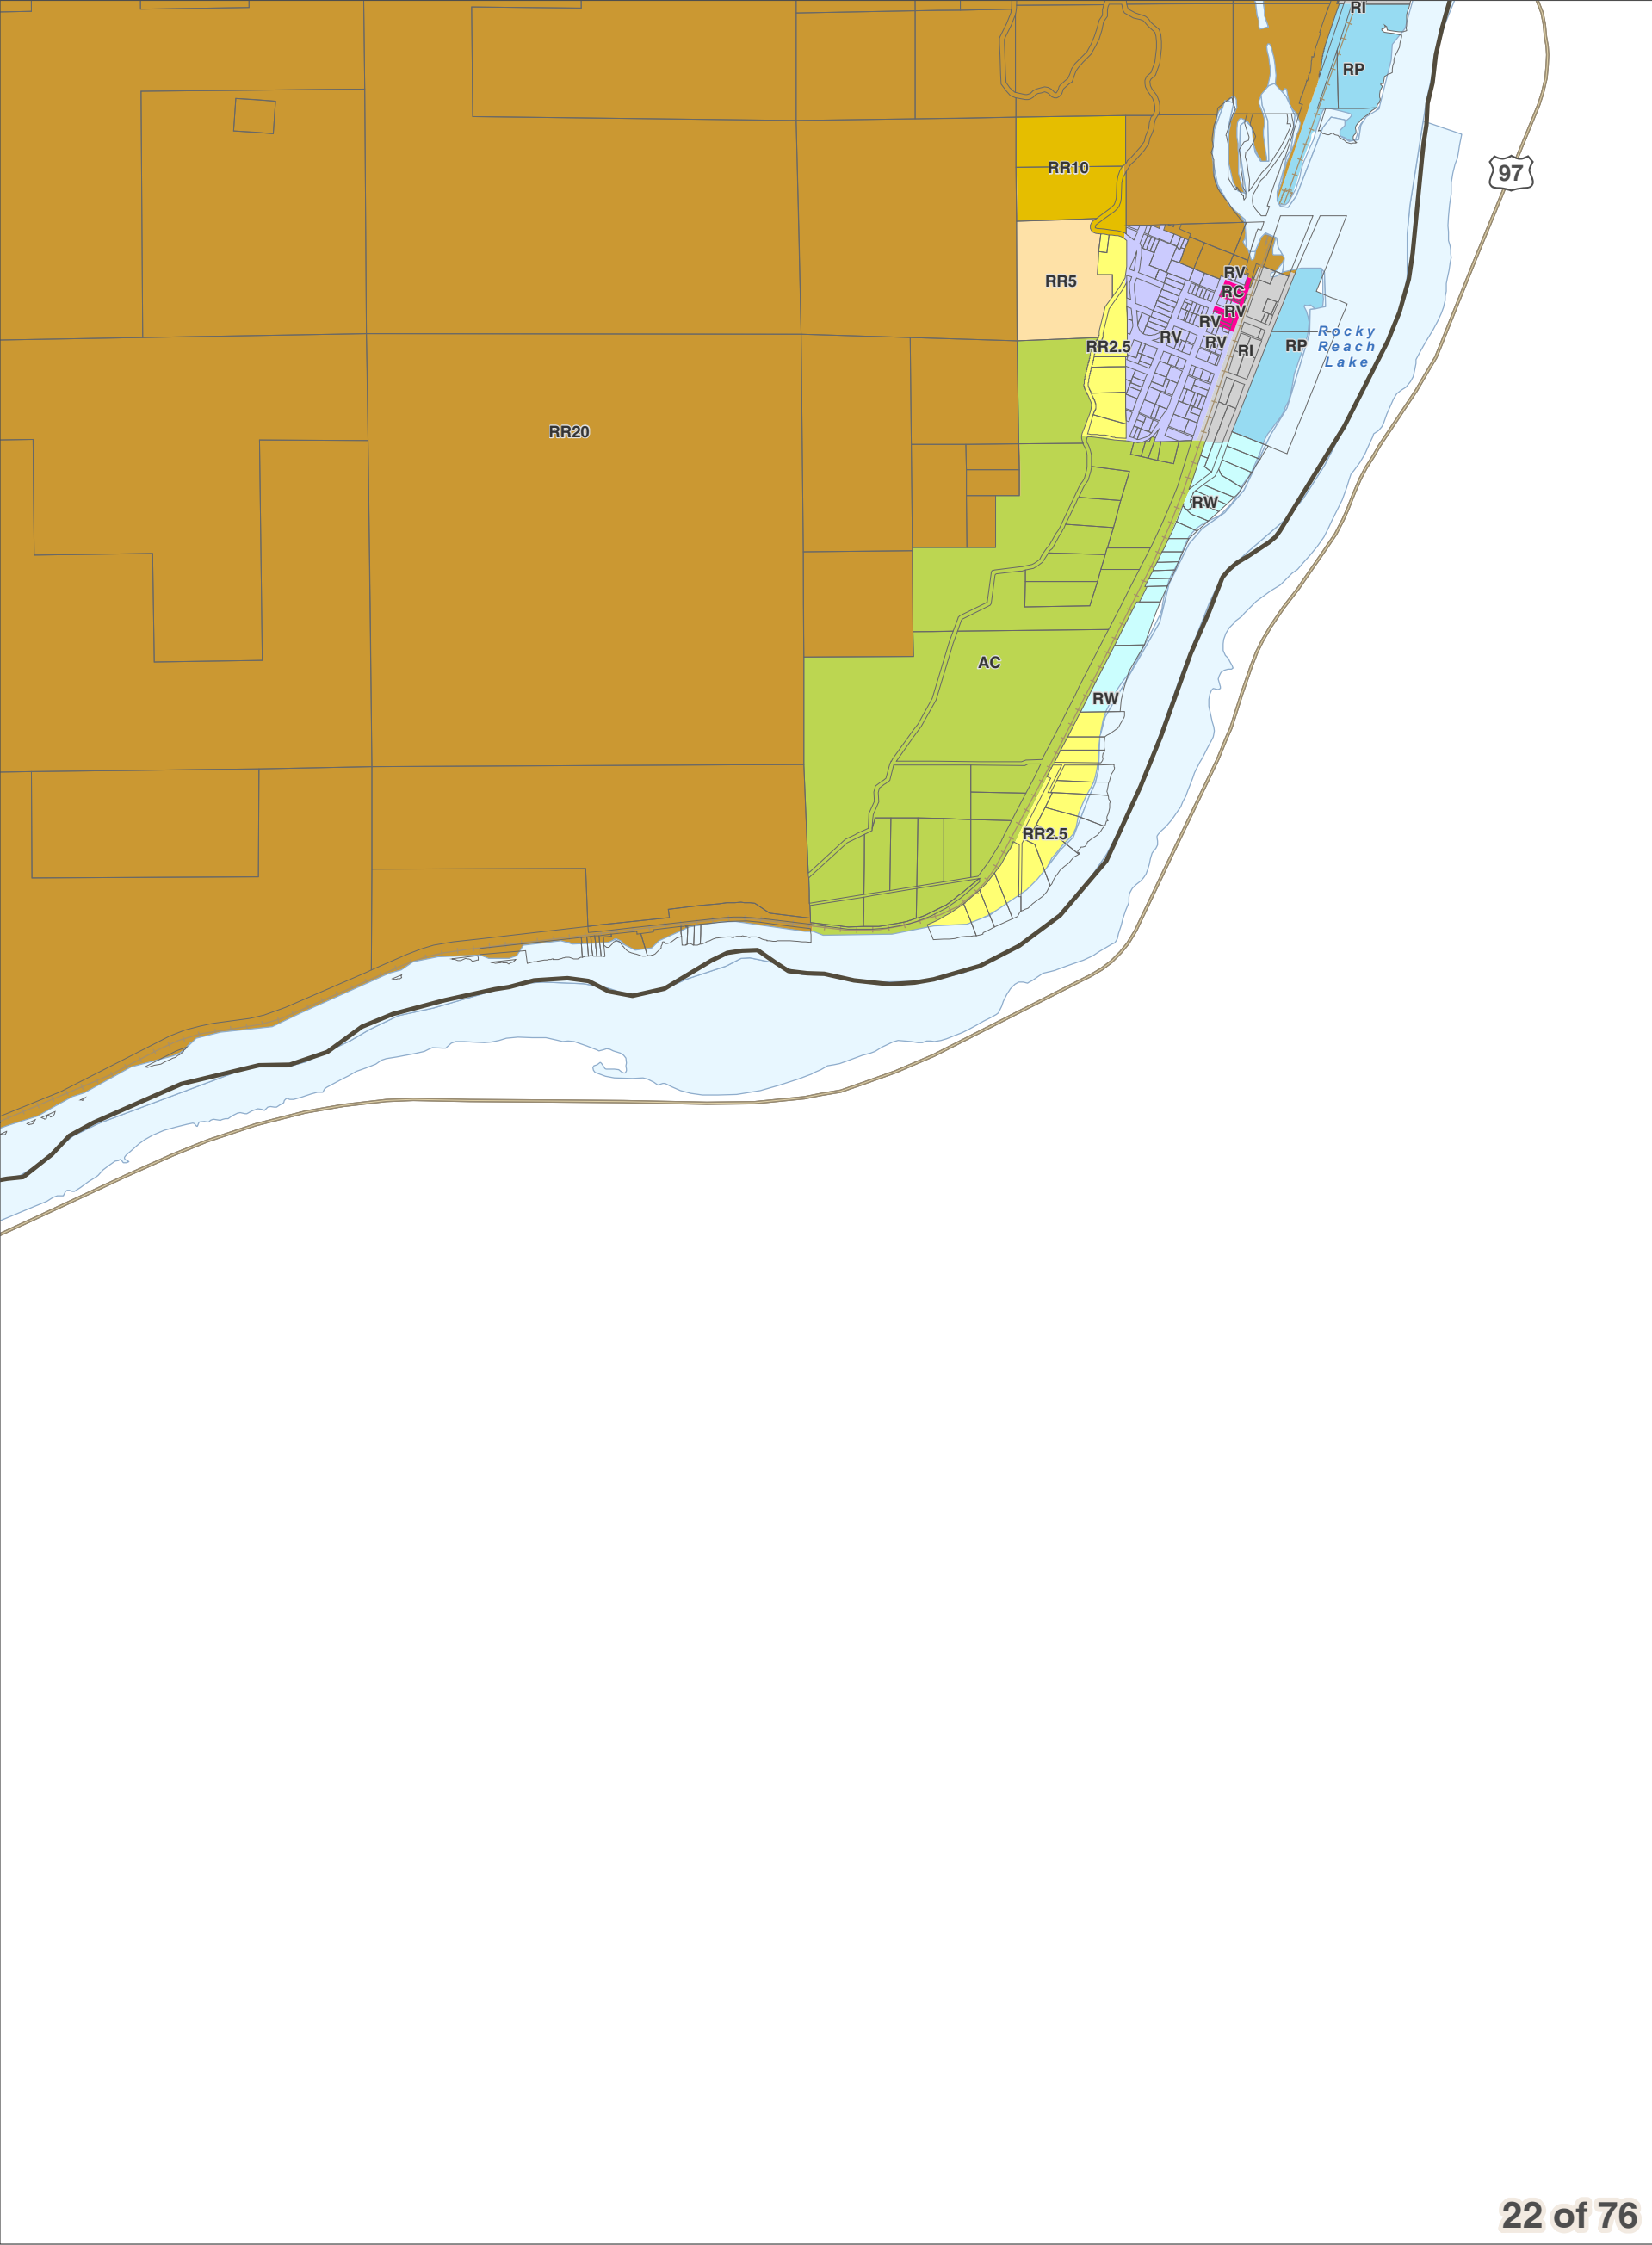 RI
RP
97
RR10
RV
RR5
RC
RV
RV
Rocky
RV
RV
RR2.5
RI
RP
Reach
Lake
RR20
RW
AC
RW
RR2.5
22 of 76